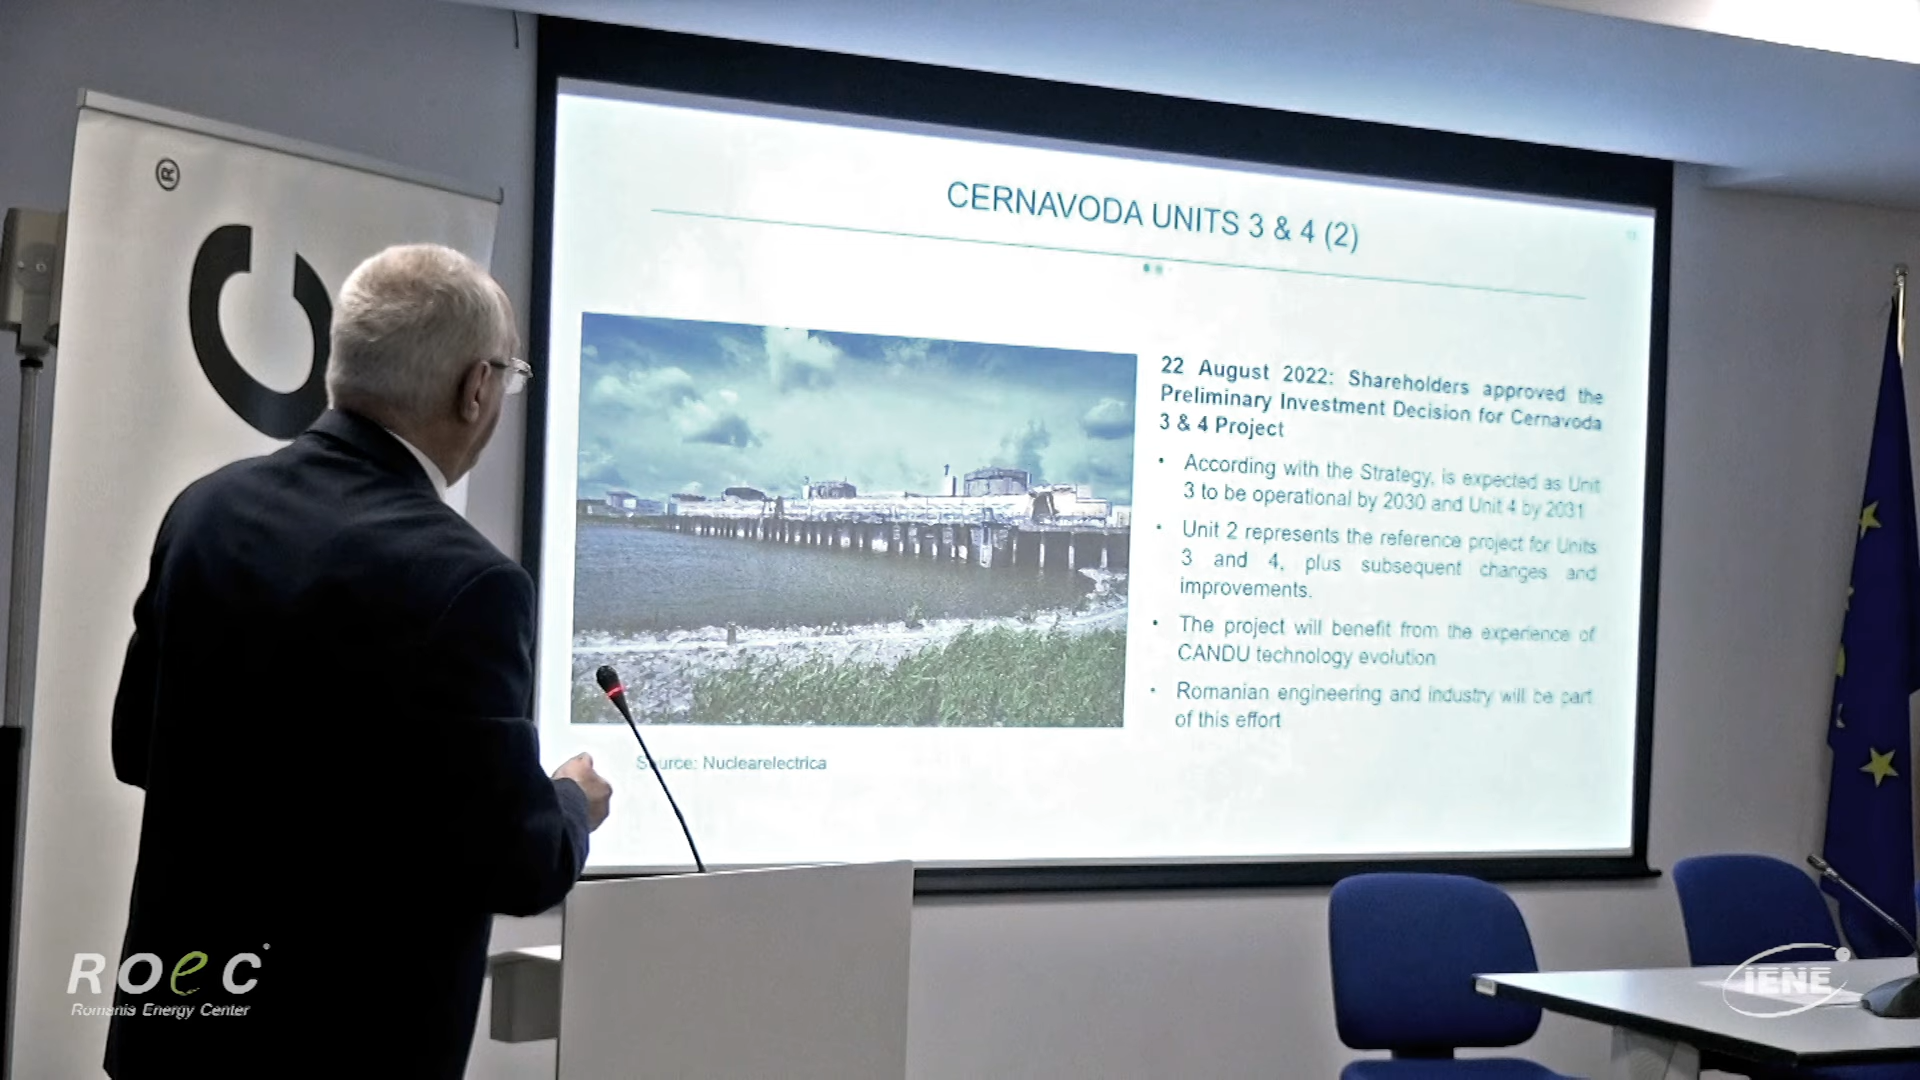 ®
C
CERNAVODA UNITS 3 & 4 (2)
22 August 2022: Shareholders approved the
Preliminary Investment Decision for Cernavoda
3 & 4 Project
• According with the Strategy, is expected as Unit
3 to be operational by 2030 and Unit 4 by 2031
• Unit 2 represents the reference project for Units
3 and 4, plus subsequent changes and
improvements.
• The project will benefit from the experience of
CANDU technology evolution
• Romanian engineering and industry will be part
of this effort
Source: Nuclearelectrica
ROeC
Romania Energy Center
IENE